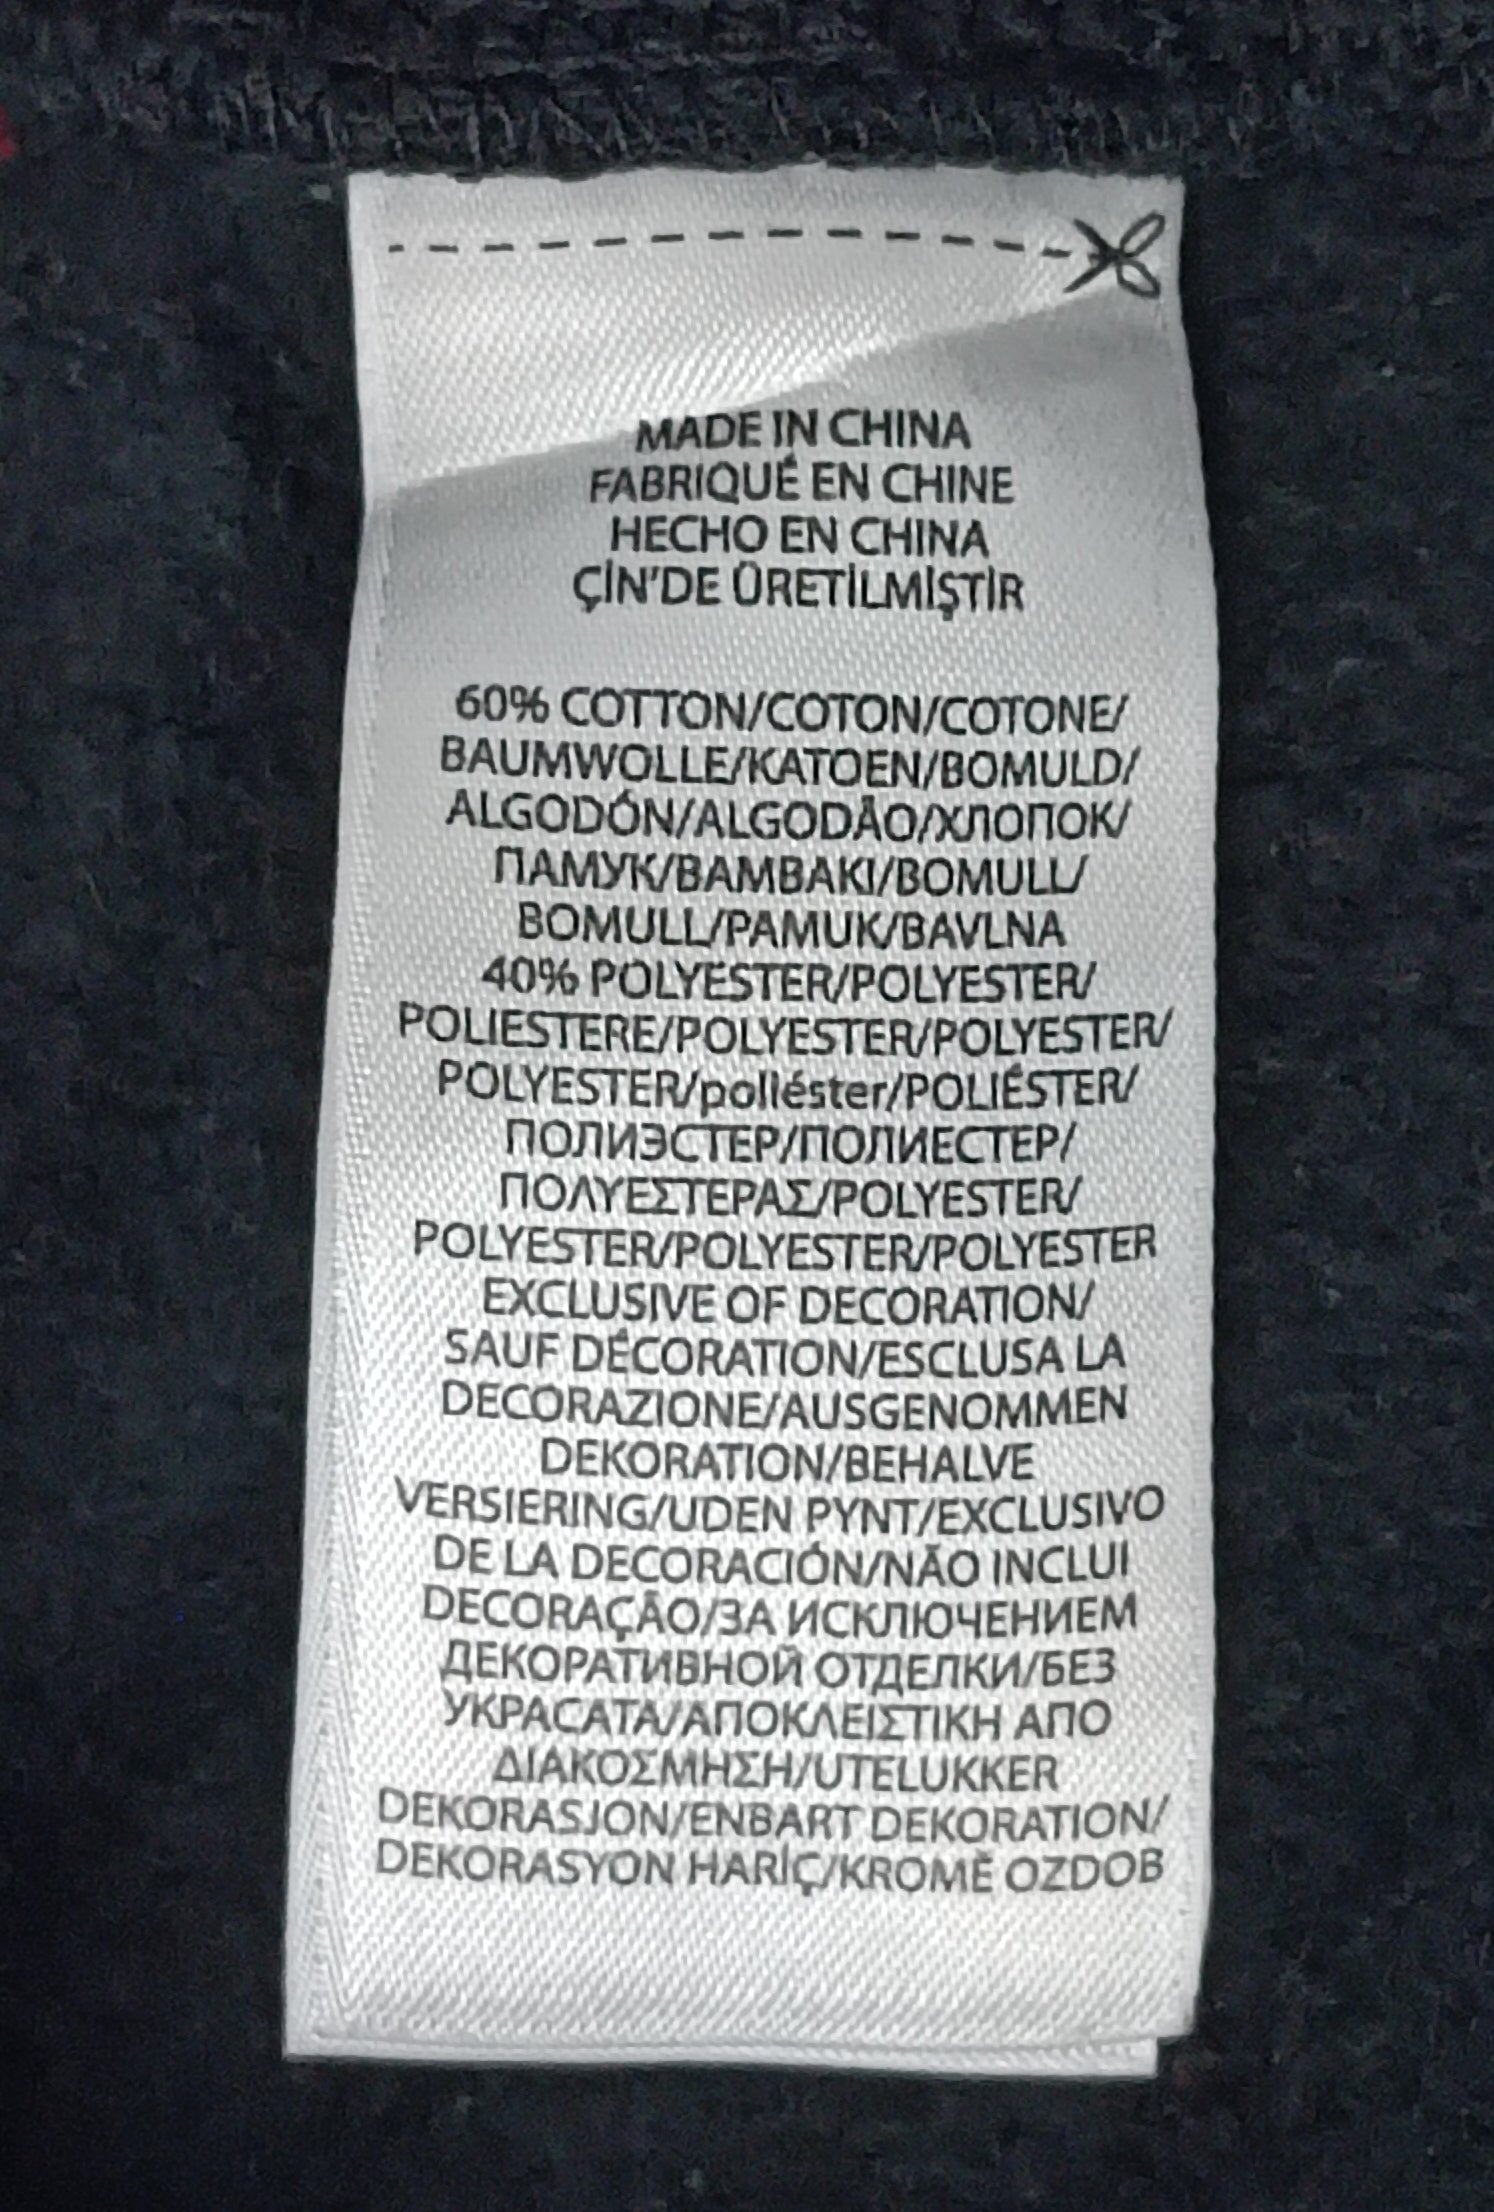 MADE IN CHINA
FABRIQUÉ EN CHINE
HECHO EN CHINA
ÇİN'DE ÜRETİLMİŞTİR
60% COTTON/COTON/COTONE/
BAUMWOLLE/KATOEN/BOMULD/
ALGODÓN/ALGODÃO/ХЛОПОК/
ПАМУК/ΒΑΜΒΑΚΙ/BOMULL/
BOMULL/PAMUK/BAVLNA
40% POLYESTER/POLYESTER/
POLIESTERE/POLYESTER/POLYESTER/
POLYESTER/poliéster/POLIÉSTER/
ПОЛИЭСТЕР/ПОЛИЕСТЕР/
ΠΟΛΥΕΣΤΕΡΑΣ/POLYESTER/
POLYESTER/POLYESTER/POLYESTER
EXCLUSIVE OF DECORATION/
SAUF DÉCORATION/ESCLUSA LA
DECORAZIONE/AUSGENOMMEN
DEKORATION/BEHALVE
VERSIERING/UDEN PYNT/EXCLUSIVO
DE LA DECORACIÓN/NÃO INCLUI
DECORAÇÃO/ЗА ИСКЛЮЧЕНИЕМ
ДЕКОРАТИВНОЙ ОТДЕЛКИ/БЕЗ
УКРАСАТА/ΑΠΟΚΛΕΙΣΤΙΚΗ ΑΠΟ
ΔΙΑΚΟΣΜΗΣΗ/UTELUKKER
DEKORASJON/ENBART DEKORATION/
DEKORASYON HARİÇ/KROMĚ OZDOB